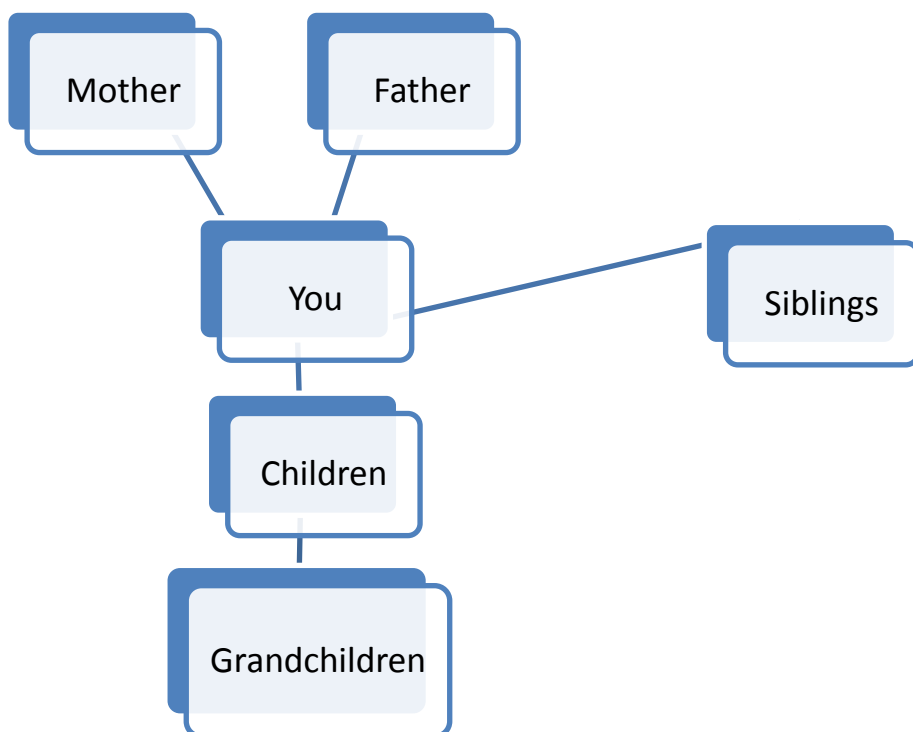 Mother
Father
You
Siblings
Children
Grandchildren